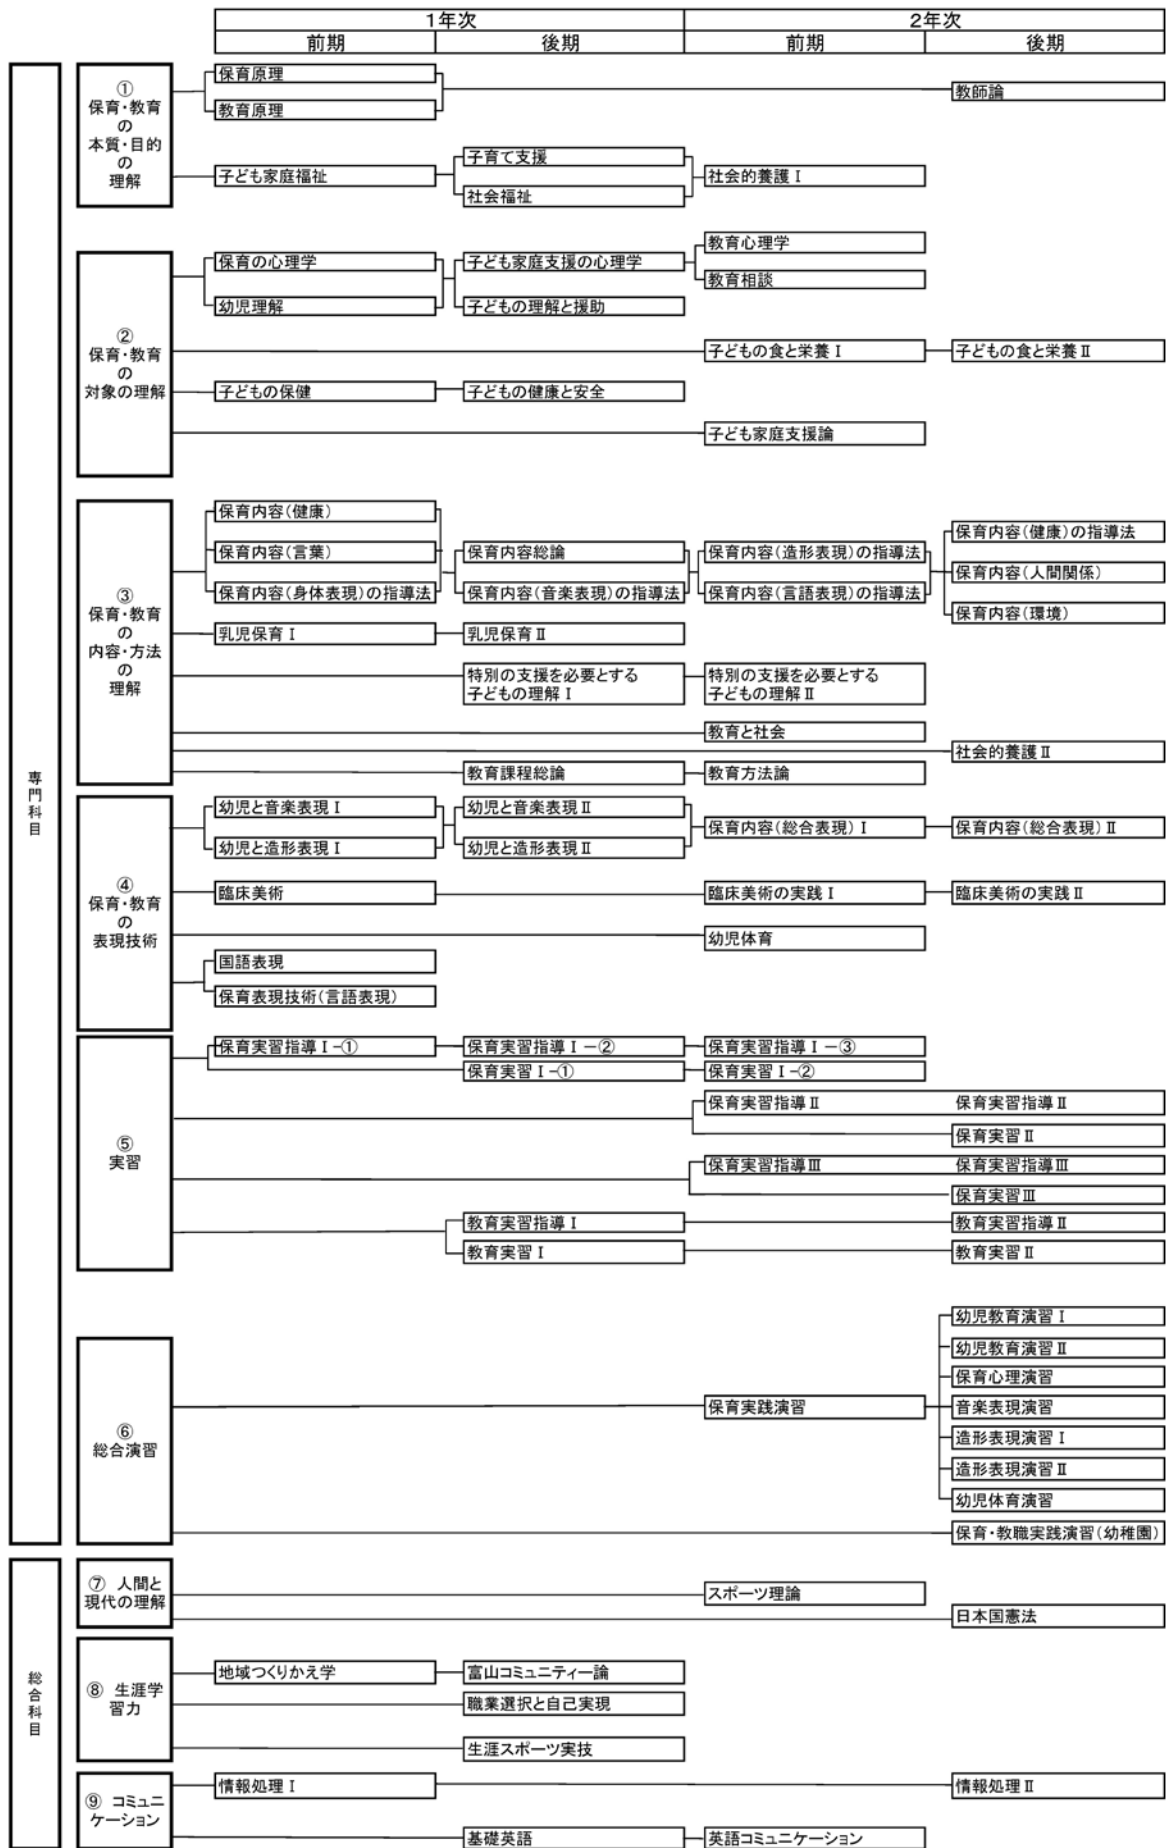 1年次
2年次
前期
後期
前期
後期
専門科目
①
保育・教育
の
本質・目的
の
理解
保育原理
教育原理
教師論
子ども家庭福祉
子育て支援
社会福祉
社会的養護Ⅰ
②
保育・教育
の
対象の理解
保育の心理学
幼児理解
子ども家庭支援の心理学
子どもの理解と援助
教育心理学
教育相談
子どもの食と栄養Ⅰ
子どもの食と栄養Ⅱ
子どもの保健
子どもの健康と安全
子ども家庭支援論
③
保育・教育
の
内容・方法
の
理解
保育内容(健康)
保育内容(言葉)
保育内容(身体表現)の指導法
保育内容総論
保育内容(音楽表現)の指導法
保育内容(造形表現)の指導法
保育内容(言語表現)の指導法
保育内容(健康)の指導法
保育内容(人間関係)
保育内容(環境)
乳児保育Ⅰ
乳児保育Ⅱ
特別の支援を必要とする
子どもの理解Ⅰ
特別の支援を必要とする
子どもの理解Ⅱ
教育と社会
社会的養護Ⅱ
教育課程総論
教育方法論
④
保育・教育
の
表現技術
幼児と音楽表現Ⅰ
幼児と造形表現Ⅰ
幼児と音楽表現Ⅱ
幼児と造形表現Ⅱ
保育内容(総合表現)Ⅰ
保育内容(総合表現)Ⅱ
臨床美術
臨床美術の実践Ⅰ
臨床美術の実践Ⅱ
幼児体育
国語表現
保育表現技術(言語表現)
⑤
実習
保育実習指導Ⅰ-①
保育実習指導Ⅰ－②
保育実習指導Ⅰ－③
保育実習Ⅰ-①
保育実習Ⅰ-②
保育実習指導Ⅱ
保育実習指導Ⅱ
保育実習Ⅱ
保育実習指導Ⅲ
保育実習指導Ⅲ
保育実習Ⅲ
教育実習指導Ⅰ
教育実習指導Ⅱ
教育実習Ⅰ
教育実習Ⅱ
⑥
総合演習
保育実践演習
幼児教育演習Ⅰ
幼児教育演習Ⅱ
保育心理演習
音楽表現演習
造形表現演習Ⅰ
造形表現演習Ⅱ
幼児体育演習
保育・教職実践演習(幼稚園)
総合科目
⑦ 人間と
現代の理解
スポーツ理論
日本国憲法
⑧ 生涯学
習力
地域つくりかえ学
富山コミュニティー論
職業選択と自己実現
生涯スポーツ実技
⑨ コミュニ
ケーション
情報処理Ⅰ
情報処理Ⅱ
基礎英語
英語コミュニケーション